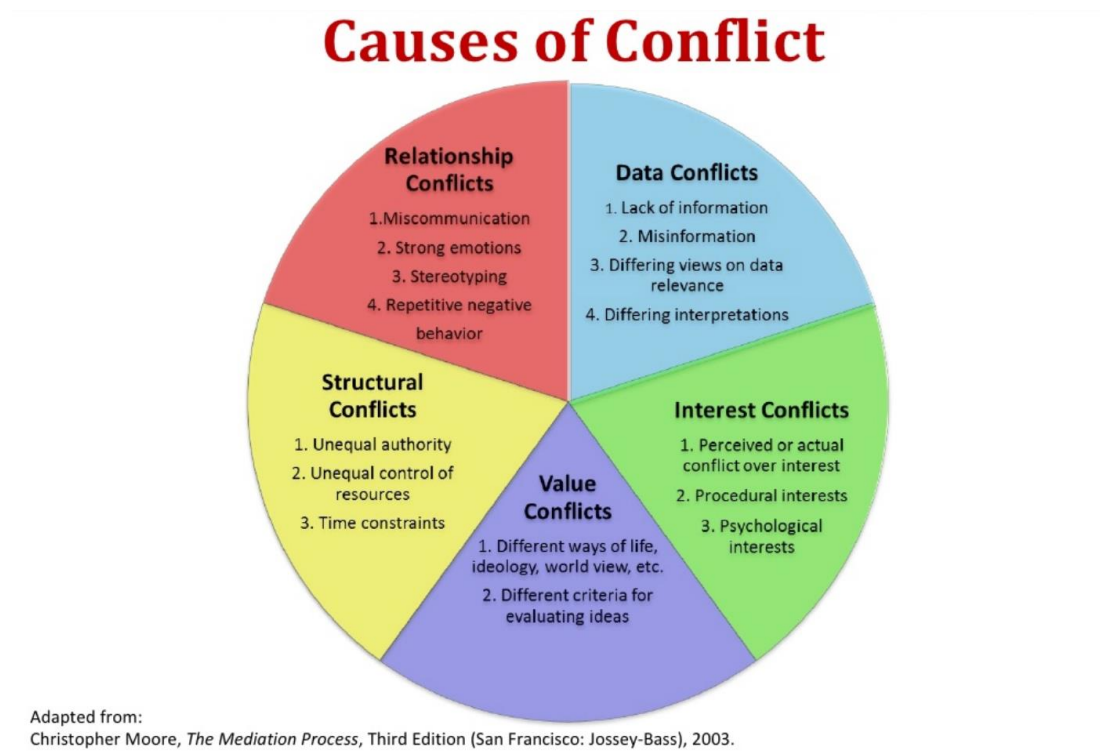 Causes of Conflict
Relationship
Conflicts
1.Miscommunication
2. Strong emotions
3. Stereotyping
4. Repetitive negative
behavior
Data Conflicts
1. Lack of information
2. Misinformation
3. Differing views on data
relevance
4. Differing interpretations
Structural
Conflicts
1. Unequal authority
2. Unequal control of
resources
3. Time constraints
Value
Conflicts
1. Different ways of life,
ideology, world view, etc.
2. Different criteria for
evaluating ideas
Interest Conflicts
1. Perceived or actual
conflict over interest
2. Procedural interests
3. Psychological
interests
Adapted from:
Christopher Moore, The Mediation Process, Third Edition (San Francisco: Jossey-Bass), 2003.